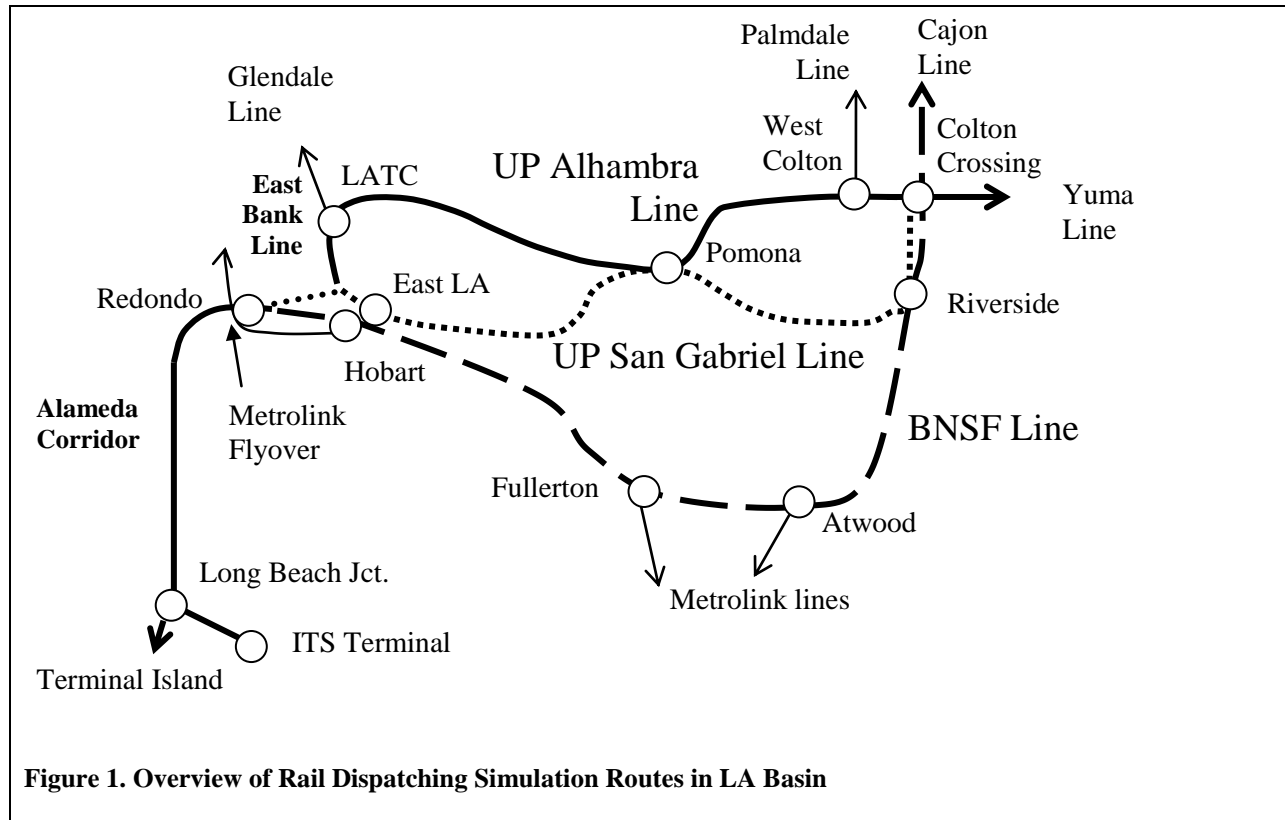 Palmdale
Line
Cajon
Line
Glendale
Line
West
Colton
Colton
Crossing
UP Alhambra
Line
LATC
East
Bank
Line
Yuma
Line
Pomona
East LA
Redondo
Riverside
UP San Gabriel Line
Hobart
Alameda
Corridor
Metrolink
Flyover
BNSF Line
Fullerton
Atwood
Long Beach Jct.
Metrolink lines
ITS Terminal
Terminal Island
Figure 1. Overview of Rail Dispatching Simulation Routes in LA Basin